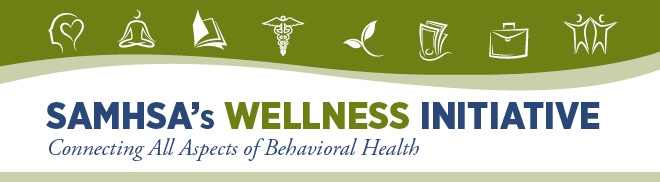 SAMHSA's WELLNESS INITIATIVE
Connecting All Aspects of Behavioral Health